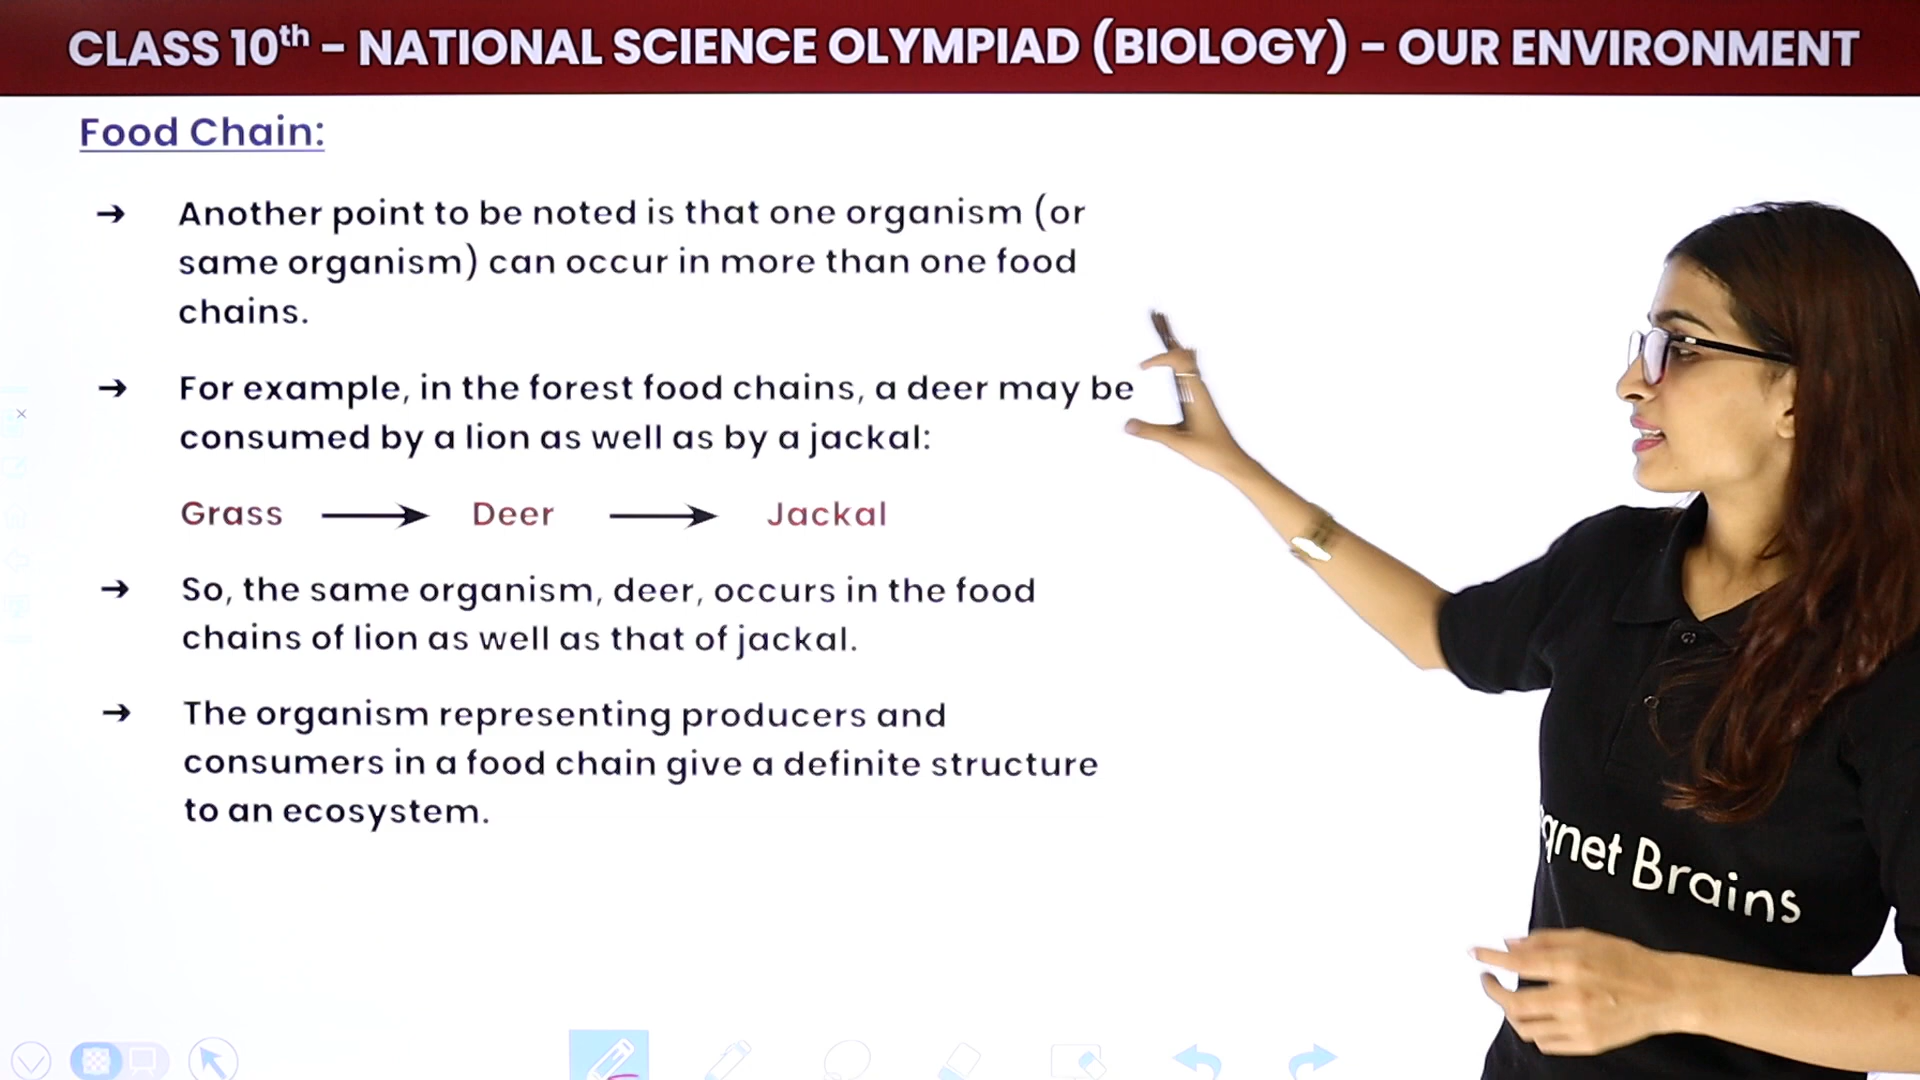 CLASS 10th – NATIONAL SCIENCE OLYMPIAD (BIOLOGY) – OUR ENVIRONMENT
Food Chain:
→ Another point to be noted is that one organism (or
same organism) can occur in more than one food
chains.
→ For example, in the forest food chains, a deer may be
consumed by a lion as well as by a jackal:
Grass → Deer → Jackal
→ So, the same organism, deer, occurs in the food
chains of lion as well as that of jackal.
→ The organism representing producers and
consumers in a food chain give a definite structure
to an ecosystem.
gnet Brains